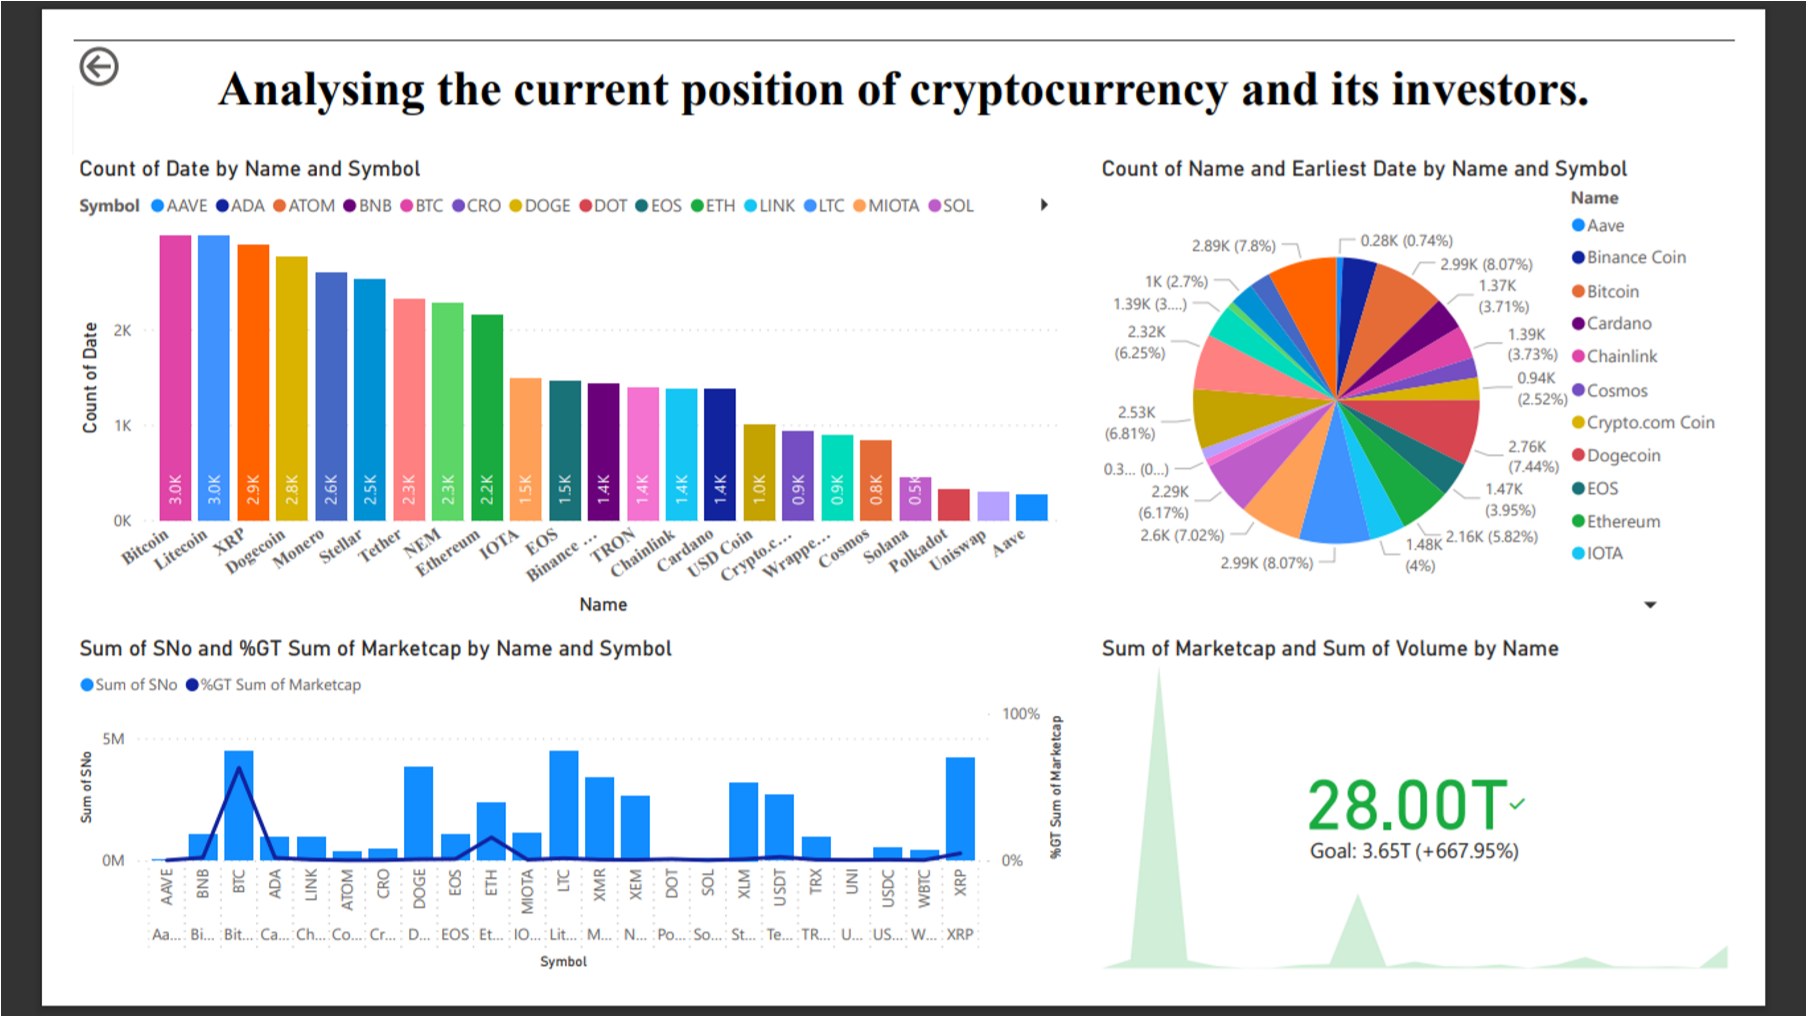 Analysing the current position of cryptocurrency and its investors.
Count of Date by Name and Symbol
Symbol AAVE ADA ATOM BNB BTC CRO DOGE DOT EOS ETH LINK LTC MIOTA SOL
Count of Date
2K
1K
0K
3.0K 3.0K 2.9K 2.8K 2.6K 2.5K 2.3K 2.3K 2.2K 1.5K 1.5K 1.4K 1.4K 1.4K 1.4K 1.0K 0.9K 0.9K 0.8K 0.5K
Bitcoin Litecoin XRP Dogecoin Monero Stellar Tether NEM Ethereum IOTA EOS Binance ... TRON Chainlink Cardano USD Coin Crypto.c... Wrappe... Cosmos Solana Polkadot Uniswap Aave
Name
Count of Name and Earliest Date by Name and Symbol
0.28K (0.74%)
2.99K (8.07%)
1.37K
(3.71%)
1.39K
(3.73%)
0.94K
(2.52%)
2.76K
(7.44%)
1.47K
(3.95%)
2.16K (5.82%)
1.48K
(4%)
2.99K (8.07%)
2.6K (7.02%)
2.29K
(6.17%)
0.3... (0...)
2.53K
(6.81%)
2.32K
(6.25%)
1.39K (3....)
1K (2.7%)
2.89K (7.8%)
Name
Aave
Binance Coin
Bitcoin
Cardano
Chainlink
Cosmos
Crypto.com Coin
Dogecoin
EOS
Ethereum
IOTA
Sum of SNo and %GT Sum of Marketcap by Name and Symbol
Sum of SNo %GT Sum of Marketcap
Sum of SNo
5M
0M
100%
0%
%GT Sum of Marketcap
AAVE BNB BTC ADA LINK ATOM CRO DOGE EOS ETH MIOTA LTC XMR XEM DOT SOL XLM USDT TRX UNI USDC WBTC XRP
Aa... Bi... Bit... Ca... Ch... Co... Cr... D... EOS Et... IO... Lit... M... N... Po... So... St... Te... TR... U... US... W... XRP
Symbol
Sum of Marketcap and Sum of Volume by Name
28.00T
Goal: 3.65T (+667.95%)